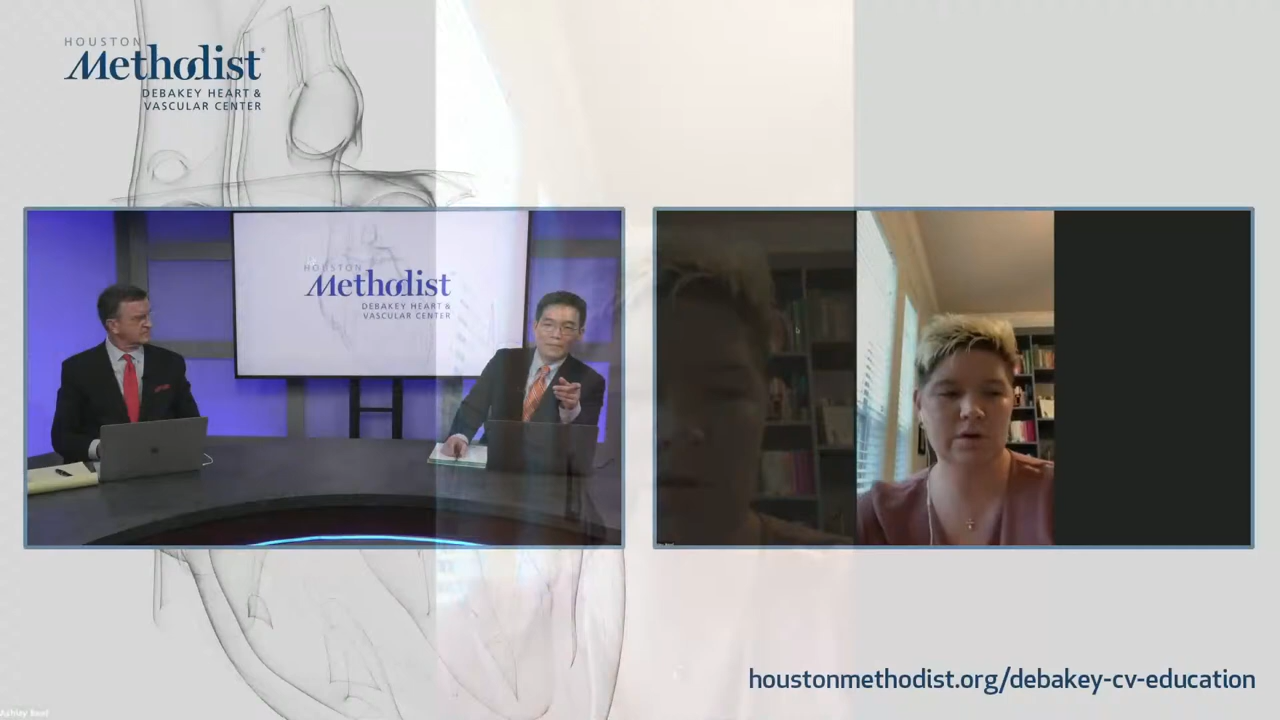 HOUSTON
Methodist
DEBAKEY HEART &
VASCULAR CENTER
HOUSTON
Methodist
DEBAKEY HEART &
VASCULAR CENTER
houstonmethodist.org/debakey-cv-education